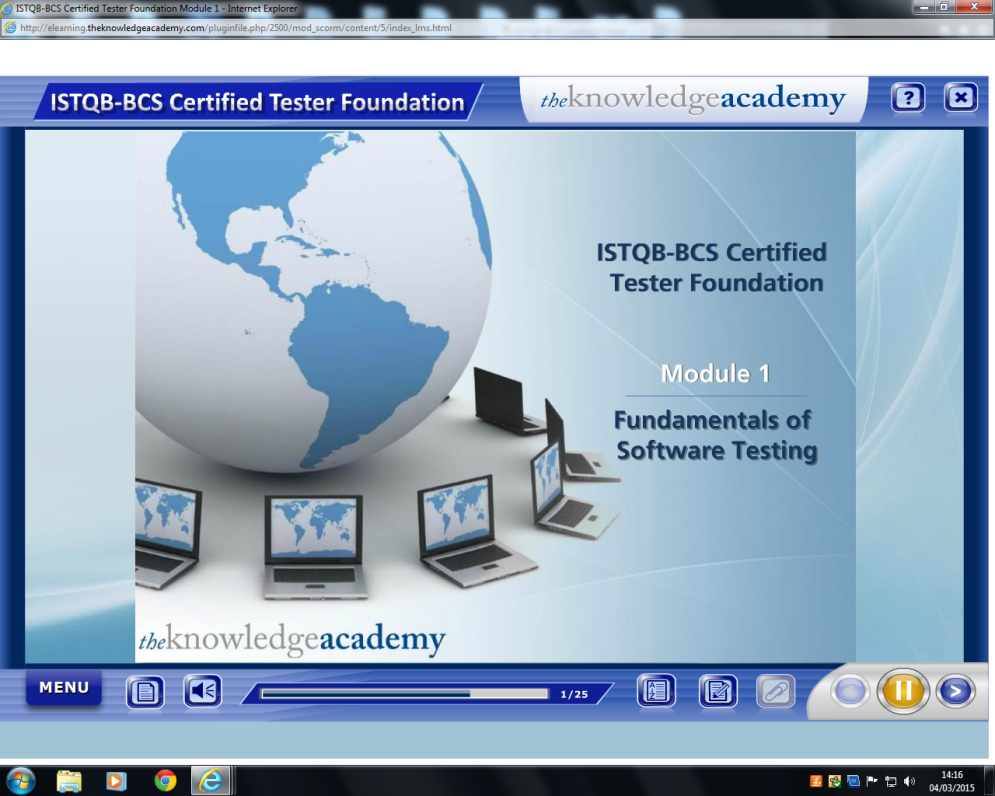 ISTQB-BCS Certified Tester Foundation Module 1 - Internet Explorer
http://elearning.theknowledgeacademy.com/pluginfile.php/2500/mod_scorm/content/5/index_lms.html
ISTQB-BCS Certified Tester Foundation
theknowledgeacademy
?
ISTQB-BCS Certified
Tester Foundation
Module 1
Fundamentals of
Software Testing
theknowledgeacademy
MENU
1/25
14:16
04/03/2015